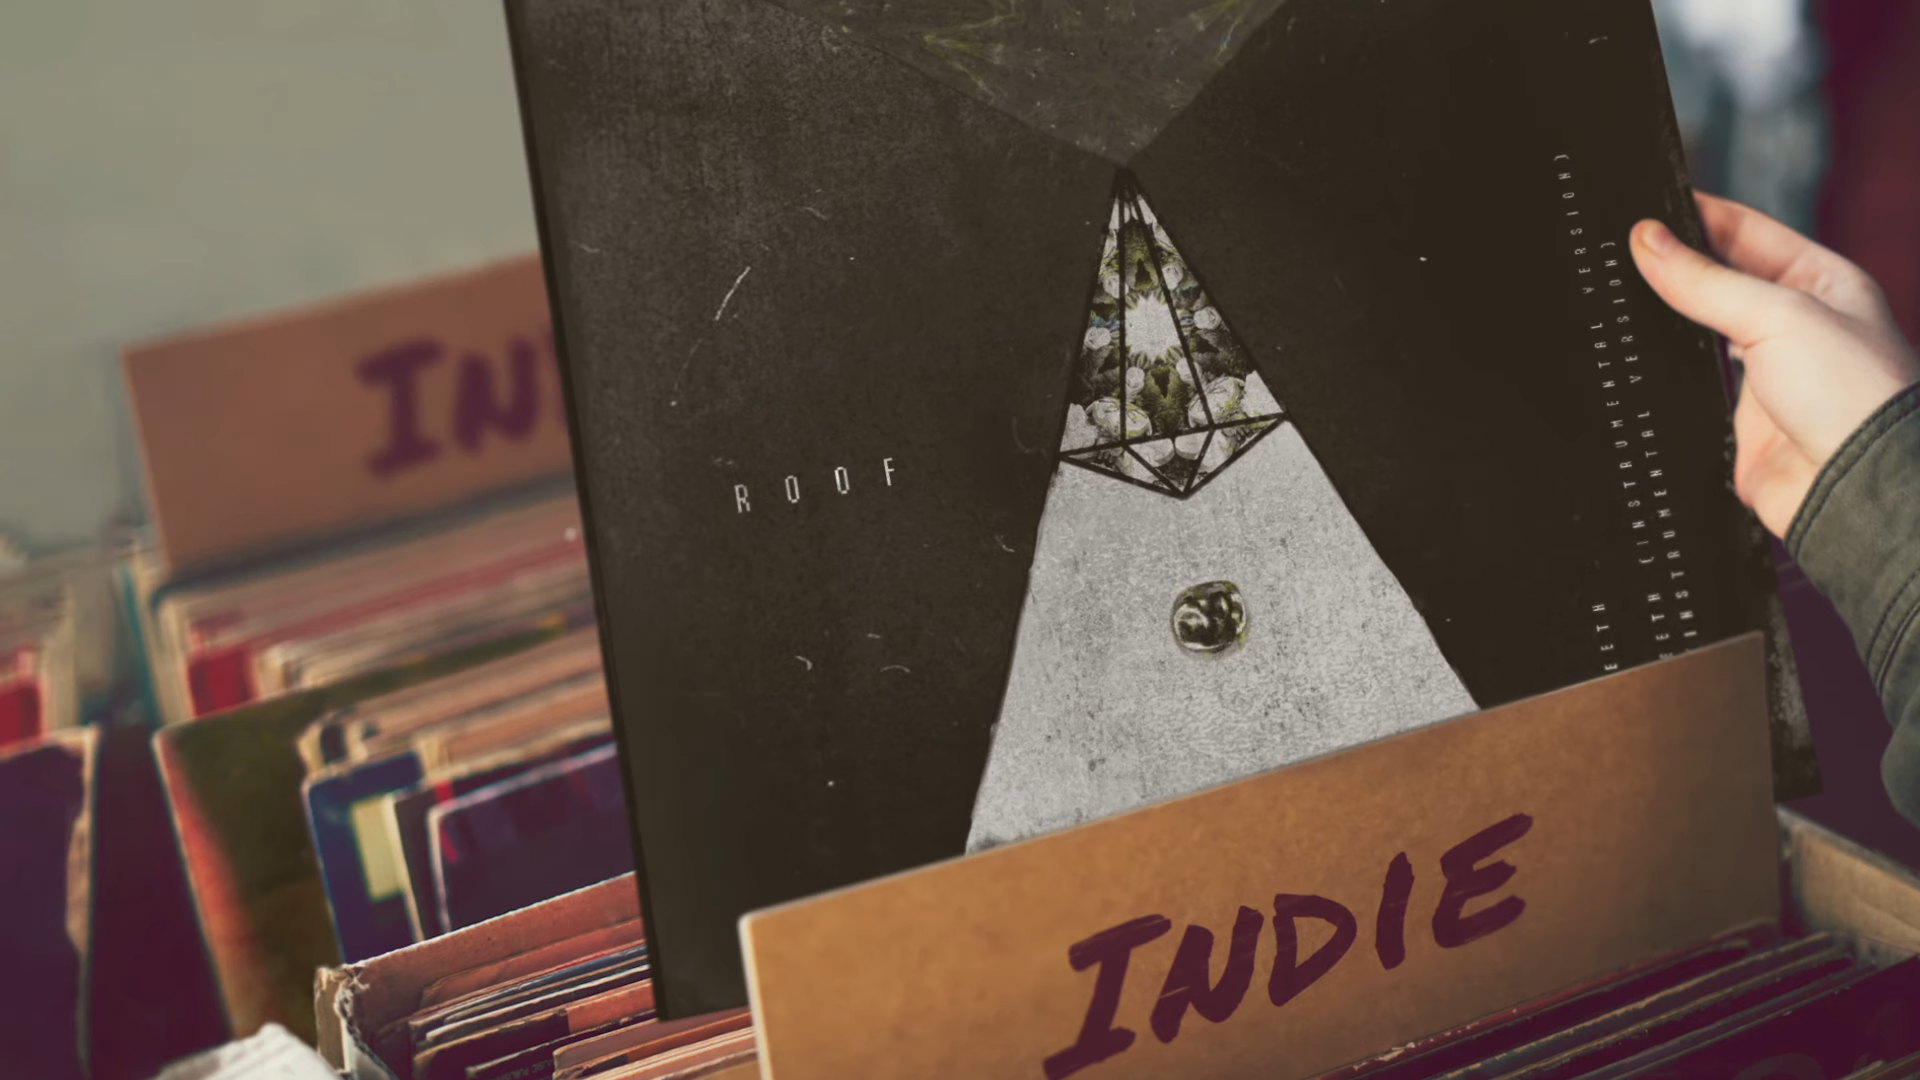 IN
ROOF
(INSTRUMENTAL VERSION)
(INSTRUMENTAL VERSION)
INDIE